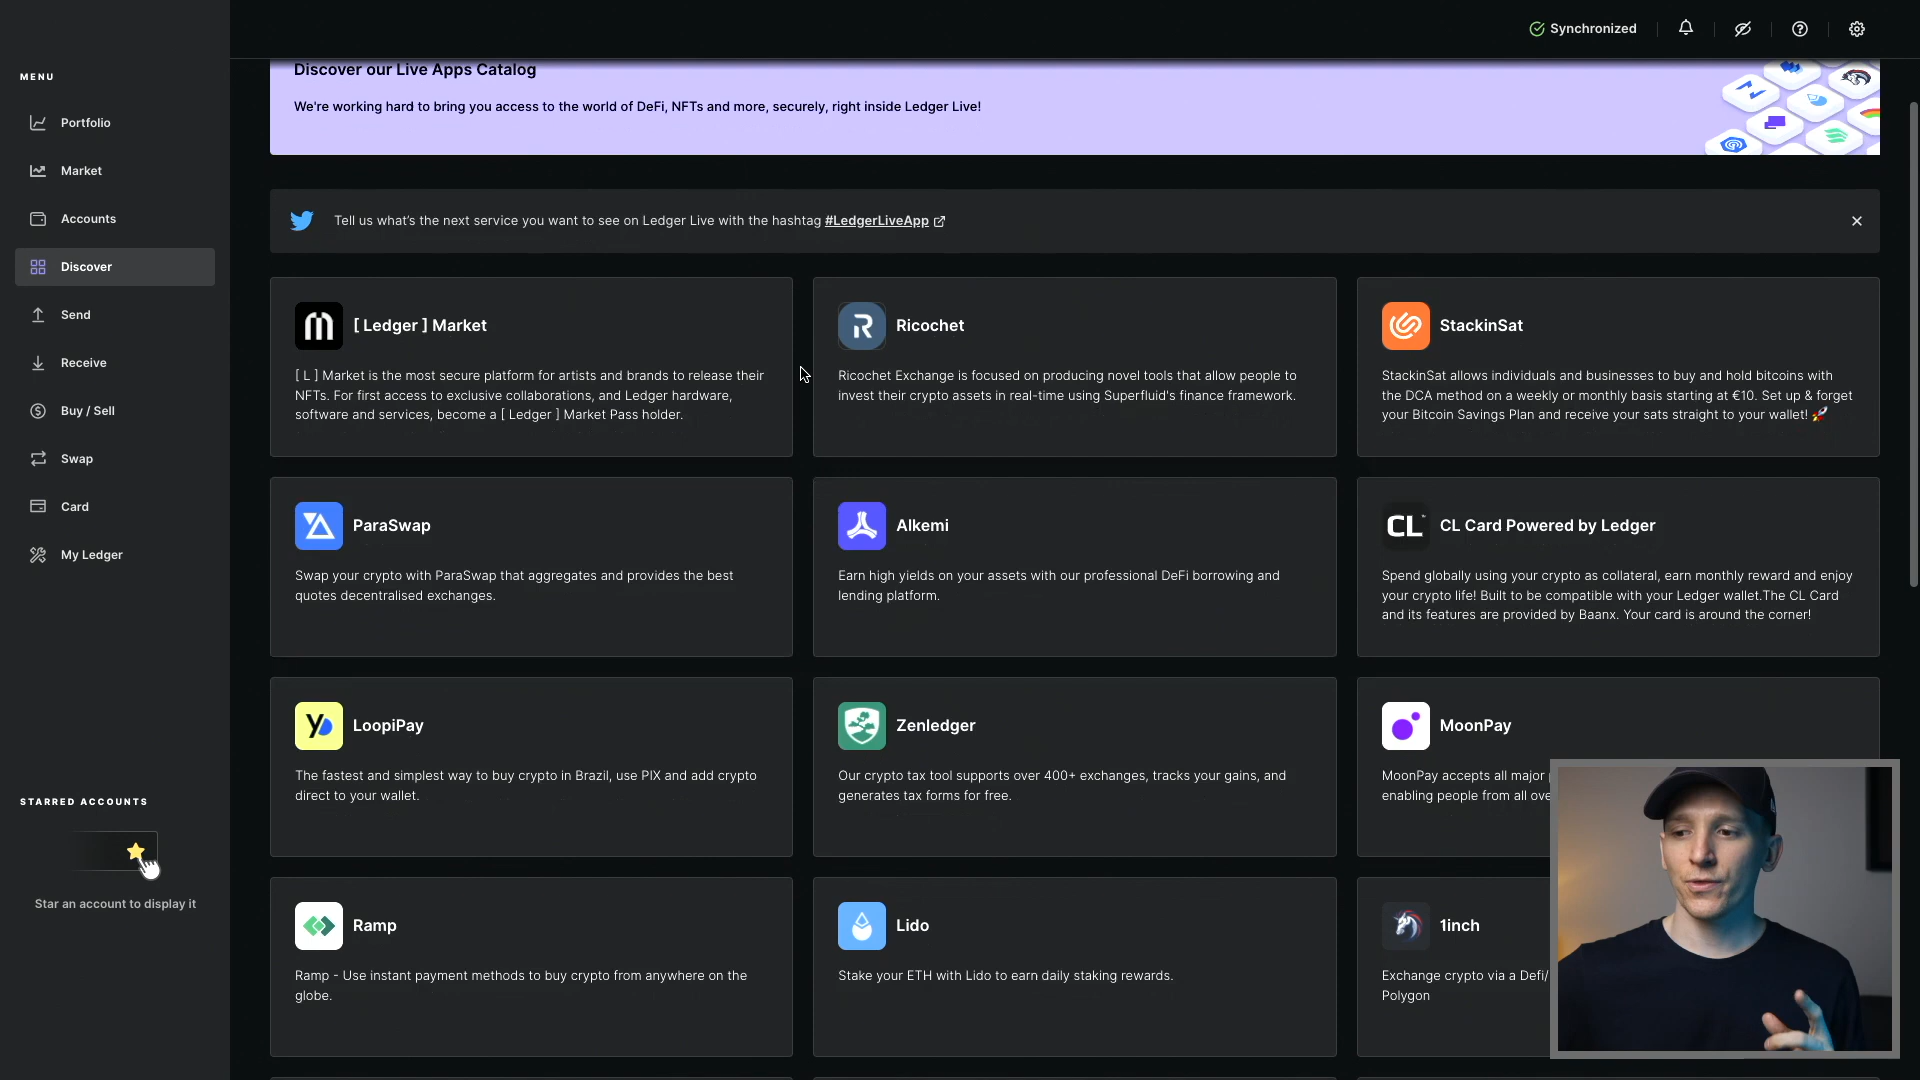 Synchronized
MENU
Portfolio
Market
Accounts
Discover
Send
Receive
Buy / Sell
Swap
Card
My Ledger
STARRED ACCOUNTS
Star an account to display it
Discover our Live Apps Catalog
We're working hard to bring you access to the world of DeFi, NFTs and more, securely, right inside Ledger Live!
Tell us what's the next service you want to see on Ledger Live with the hashtag #LedgerLiveApp
[ Ledger ] Market
[ L ] Market is the most secure platform for artists and brands to release their
NFTs. For first access to exclusive collaborations, and Ledger hardware,
software and services, become a [ Ledger ] Market Pass holder.
Ricochet
Ricochet Exchange is focused on producing novel tools that allow people to
invest their crypto assets in real-time using Superfluid's finance framework.
StackinSat
StackinSat allows individuals and businesses to buy and hold bitcoins with
the DCA method on a weekly or monthly basis starting at €10. Set up & forget
your Bitcoin Savings Plan and receive your sats straight to your wallet! 🚀
ParaSwap
Swap your crypto with ParaSwap that aggregates and provides the best
quotes decentralised exchanges.
Alkemi
Earn high yields on your assets with our professional DeFi borrowing and
lending platform.
CL
CL Card Powered by Ledger
Spend globally using your crypto as collateral, earn monthly reward and enjoy
your crypto life! Built to be compatible with your Ledger wallet.The CL Card
and its features are provided by Baanx. Your card is around the corner!
LoopiPay
The fastest and simplest way to buy crypto in Brazil, use PIX and add crypto
direct to your wallet.
Zenledger
Our crypto tax tool supports over 400+ exchanges, tracks your gains, and
generates tax forms for free.
MoonPay
MoonPay accepts all major
enabling people from all ove
Ramp
Ramp - Use instant payment methods to buy crypto from anywhere on the
globe.
Lido
Stake your ETH with Lido to earn daily staking rewards.
1inch
Exchange crypto via a Defi/
Polygon